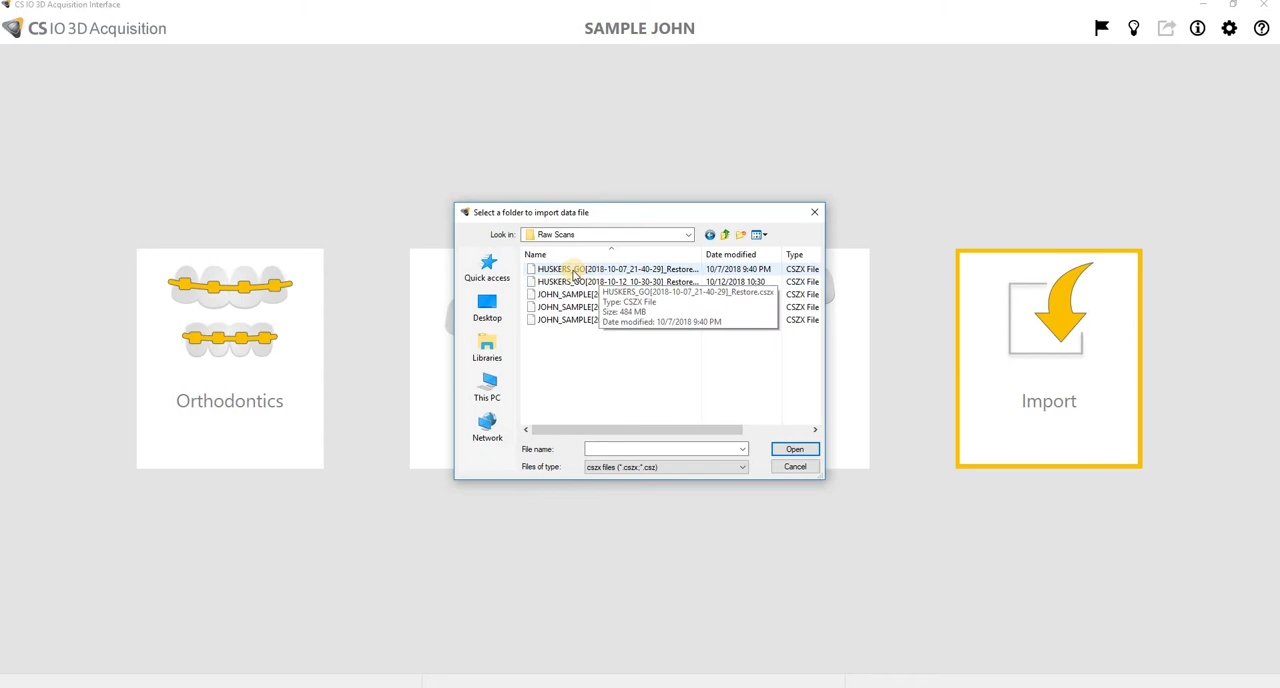 CS IO 3D Acquisition Interface
CS IO 3D Acquisition
SAMPLE JOHN
Select a folder to import data file
Look in:
Raw Scans
Name
Date modified
Type
HUSKERS_GO[2018-10-07_21-40-29]_Restore...
10/7/2018 9:40 PM
CSZX File
HUSKERS_GO[2018-10-12_10-30-30]_Restore...
10/12/2018 10:30
CSZX File
HUSKERS_GO[2018-10-07_21-40-29]_Restore.cszx
JOHN_SAMPLE[2
CSZX File
Type: CSZX File
JOHN_SAMPLE[2
CSZX File
Size: 484 MB
JOHN_SAMPLE[2
CSZX File
Date modified: 10/7/2018 9:40 PM
Quick access
Desktop
Libraries
This PC
Network
File name:
Open
Files of type:
cszx files (*.cszx;*.csz)
Cancel
Orthodontics
Import